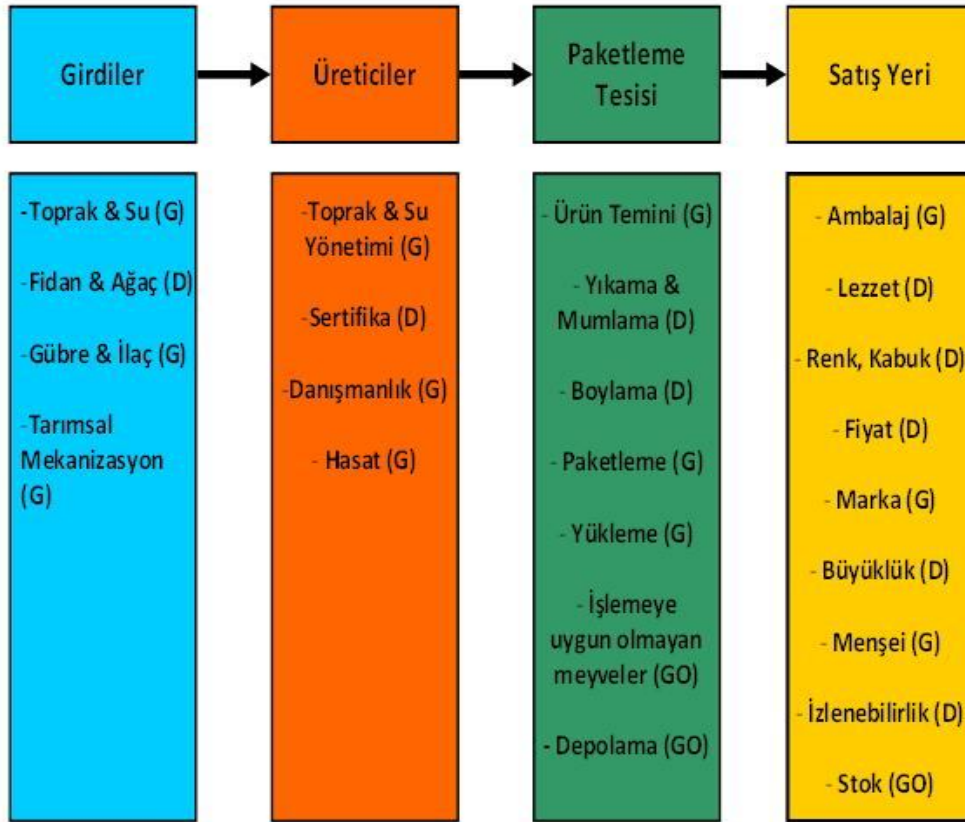 Girdiler
Üreticiler
Paketleme
Tesisi
Satış Yeri
-Toprak & Su (G)
-Fidan & Ağaç (D)
-Gübre & İlaç (G)
-Tarımsal
Mekanizasyon
(G)
-Toprak & Su
Yönetimi (G)
-Sertifika (D)
-Danışmanlık (G)
- Hasat (G)
- Ürün Temini (G)
- Yıkama &
Mumlama (D)
- Boylama (D)
- Paketleme (G)
- Yükleme (G)
- İşlemeye
uygun olmayan
meyveler (GO)
- Depolama (GO)
- Ambalaj (G)
- Lezzet (D)
- Renk, Kabuk (D)
- Fiyat (D)
- Marka (G)
- Büyüklük (D)
- Menşei (G)
- İzlenebilirlik (D)
- Stok (GO)